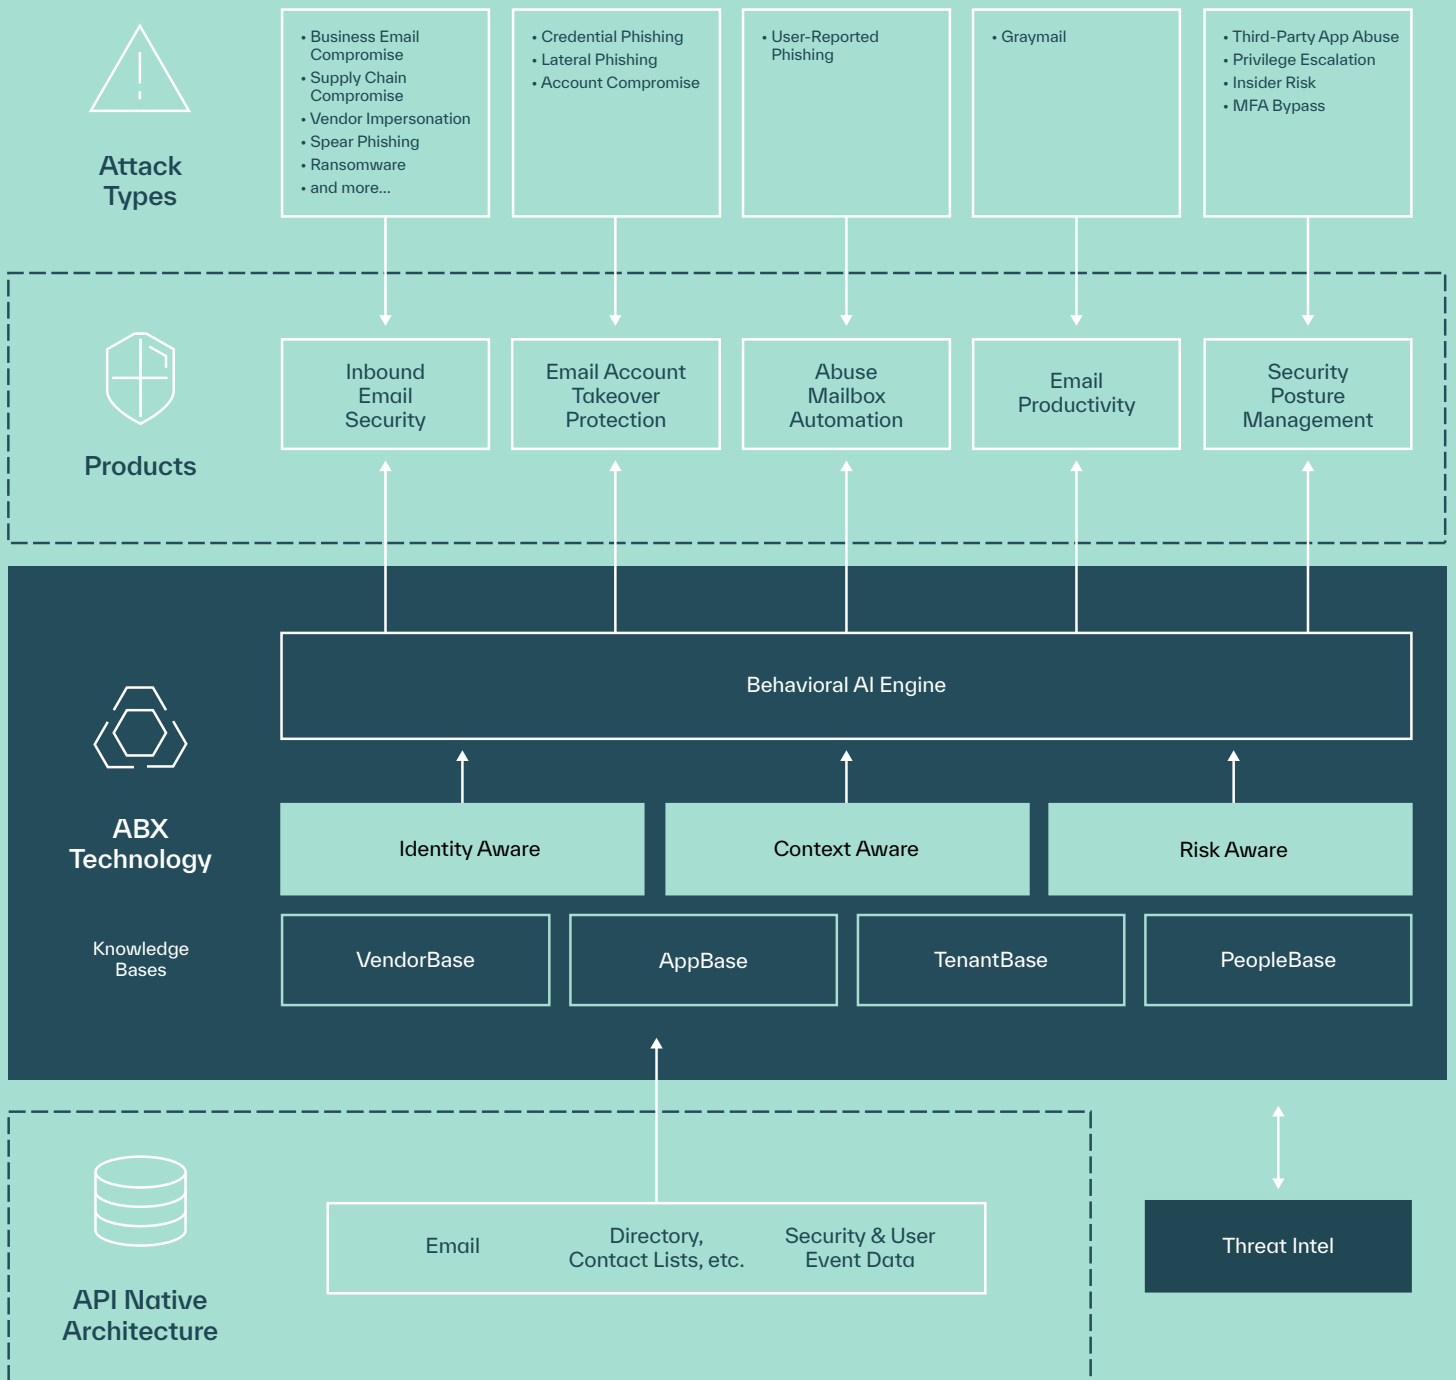 Attack
Types
• Business Email
Compromise
• Supply Chain
Compromise
• Vendor Impersonation
• Spear Phishing
• Ransomware
• and more...
• Credential Phishing
• Lateral Phishing
• Account Compromise
• User-Reported
Phishing
• Graymail
• Third-Party App Abuse
• Privilege Escalation
• Insider Risk
• MFA Bypass
Products
Inbound
Email
Security
Email Account
Takeover
Protection
Abuse
Mailbox
Automation
Email
Productivity
Security
Posture
Management
ABX
Technology
Behavioral AI Engine
Identity Aware
Context Aware
Risk Aware
Knowledge
Bases
VendorBase
AppBase
TenantBase
PeopleBase
API Native
Architecture
Email
Directory,
Contact Lists, etc.
Security & User
Event Data
Threat Intel